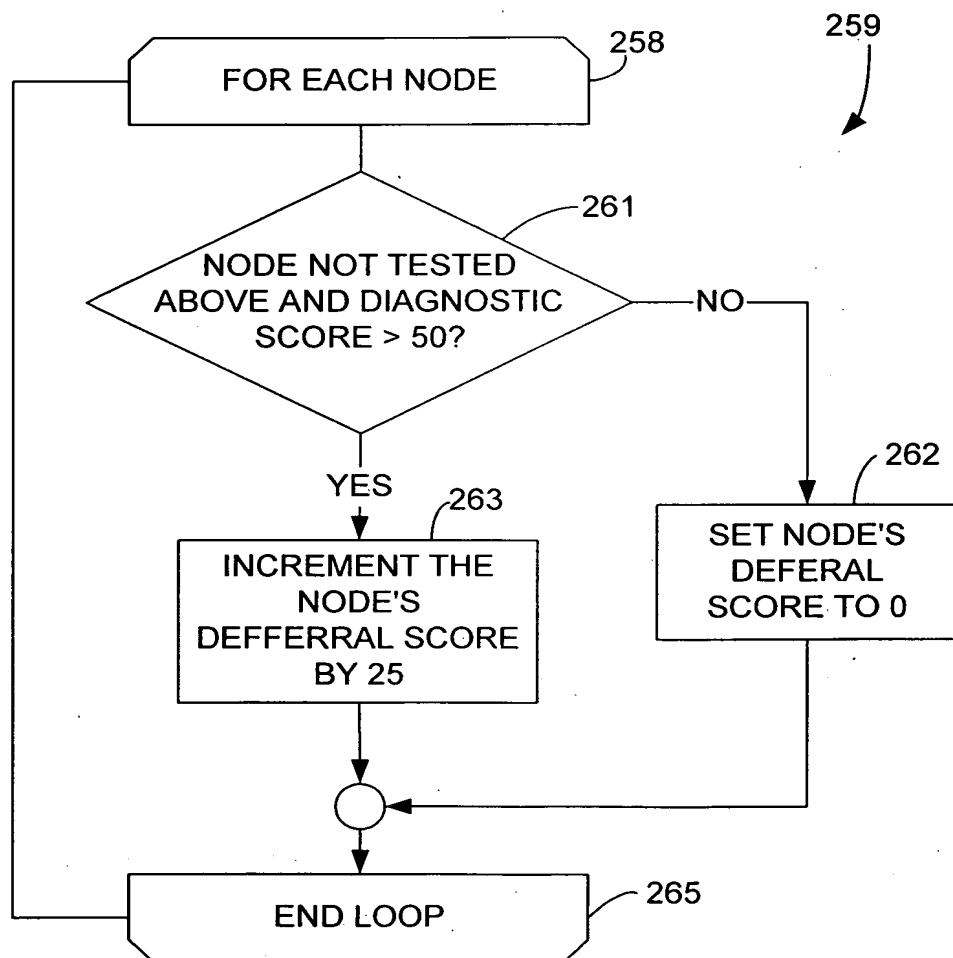 258
259
FOR EACH NODE
261
NODE NOT TESTED
ABOVE AND DIAGNOSTIC
SCORE > 50?
NO
YES
263
262
INCREMENT THE
NODE'S
DEFFERRAL SCORE
BY 25
SET NODE'S
DEFERAL
SCORE TO 0
END LOOP
265